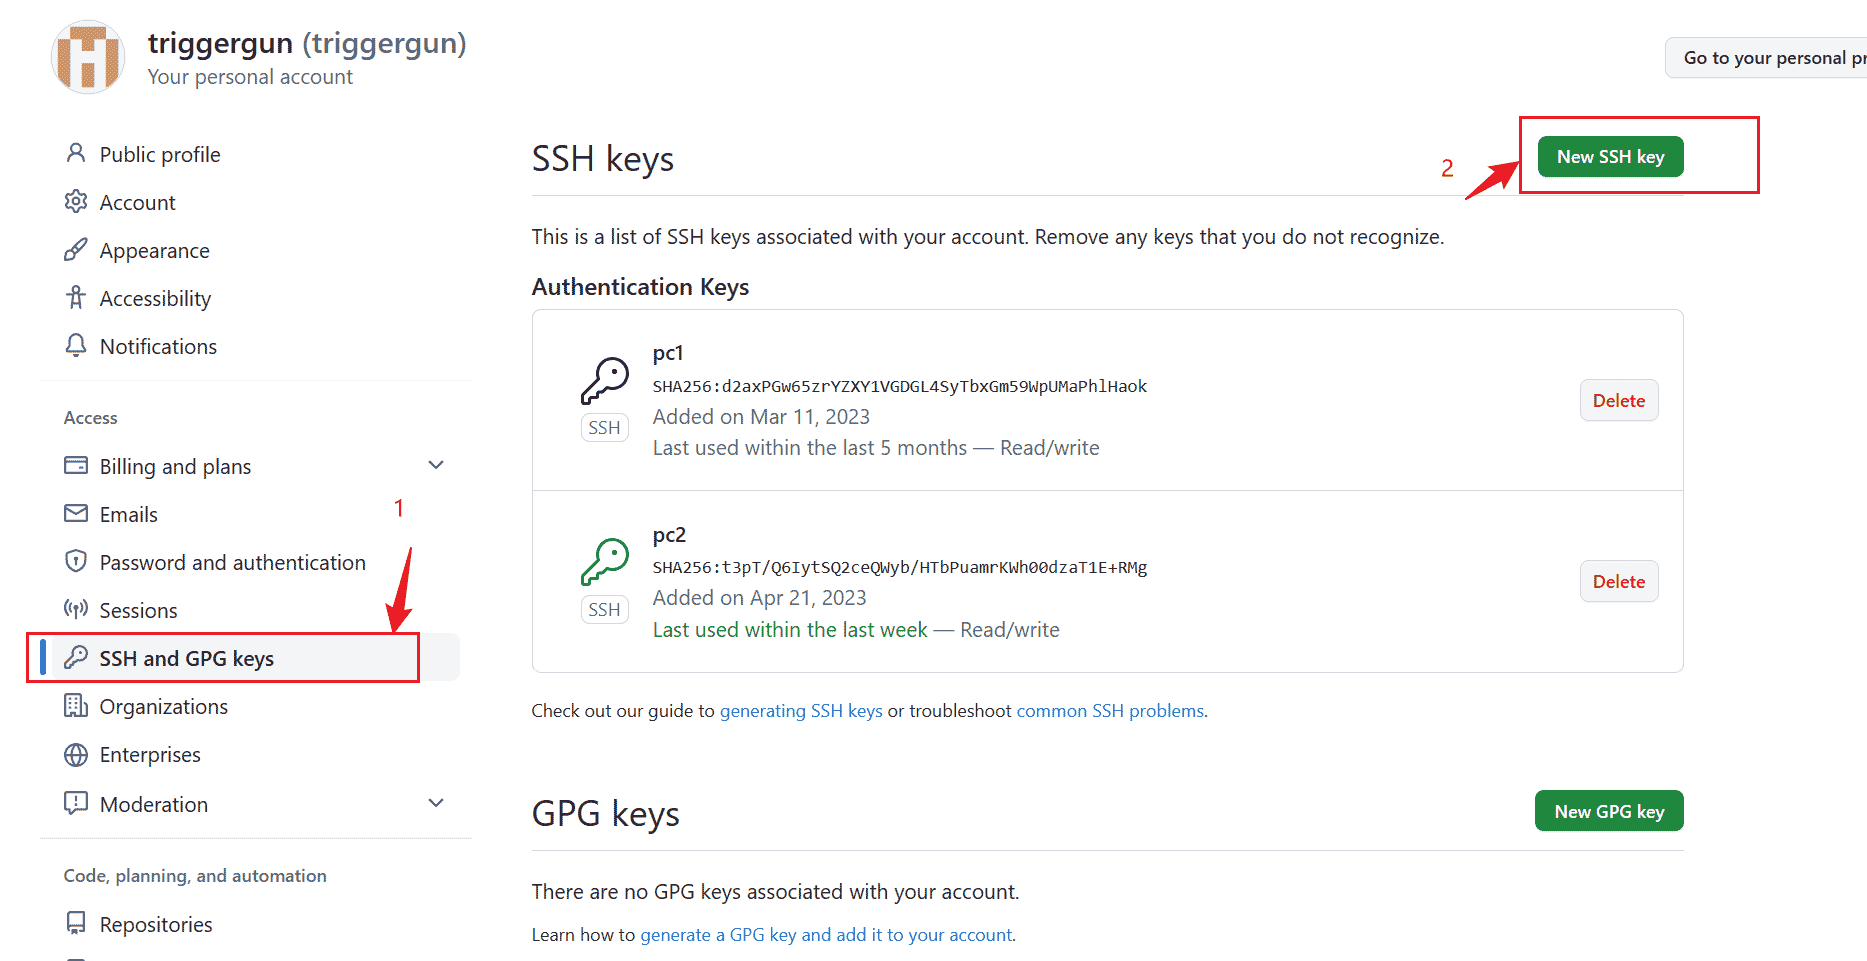 triggergun (triggergun)
Your personal account
Go to your personal pr
Public profile
Account
Appearance
Accessibility
Notifications
Access
Billing and plans
Emails
1
Password and authentication
Sessions
SSH and GPG keys
Organizations
Enterprises
Moderation
Code, planning, and automation
Repositories
SSH keys
2
New SSH key
This is a list of SSH keys associated with your account. Remove any keys that you do not recognize.
Authentication Keys
pc1
SHA256:d2axPGw65zrYZXY1VGDGL4SyTbxGm59WpUMaPhlHaok
Added on Mar 11, 2023
Last used within the last 5 months — Read/write
SSH
Delete
pc2
SHA256:t3pT/Q6IytSQ2ceQWyb/HTbPuamrKWh00dzaT1E+RMg
Added on Apr 21, 2023
Last used within the last week — Read/write
SSH
Delete
Check out our guide to generating SSH keys or troubleshoot common SSH problems.
GPG keys
New GPG key
There are no GPG keys associated with your account.
Learn how to generate a GPG key and add it to your account.